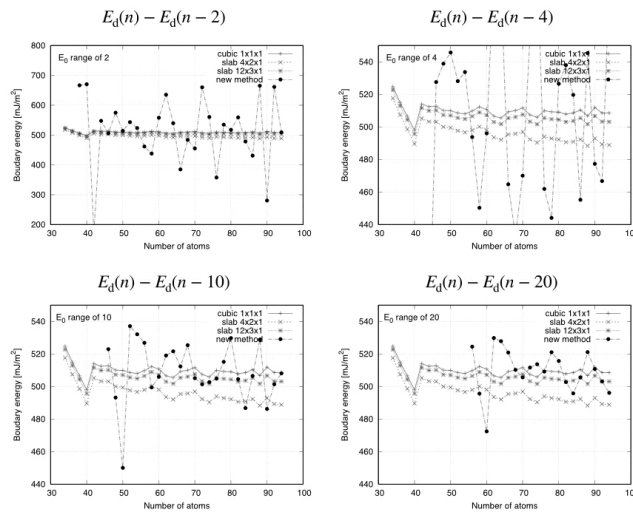 E_d(n) − E_d(n − 2)
E_d(n) − E_d(n − 4)
800
700
600
500
400
300
200
30 40 50 60 70 80 90 100
Boudary energy [mJ/m²]
Number of atoms
E₀ range of 2
cubic 1x1x1
slab 4x2x1
slab 12x3x1
new method
540
520
500
480
460
440
30 40 50 60 70 80 90 100
Boudary energy [mJ/m²]
Number of atoms
E₀ range of 4
cubic 1x1x1
slab 4x2x1
slab 12x3x1
new method
E_d(n) − E_d(n − 10)
E_d(n) − E_d(n − 20)
540
520
500
480
460
440
30 40 50 60 70 80 90 100
Boudary energy [mJ/m²]
Number of atoms
E₀ range of 10
cubic 1x1x1
slab 4x2x1
slab 12x3x1
new method
540
520
500
480
460
440
30 40 50 60 70 80 90 100
Boudary energy [mJ/m²]
Number of atoms
E₀ range of 20
cubic 1x1x1
slab 4x2x1
slab 12x3x1
new method